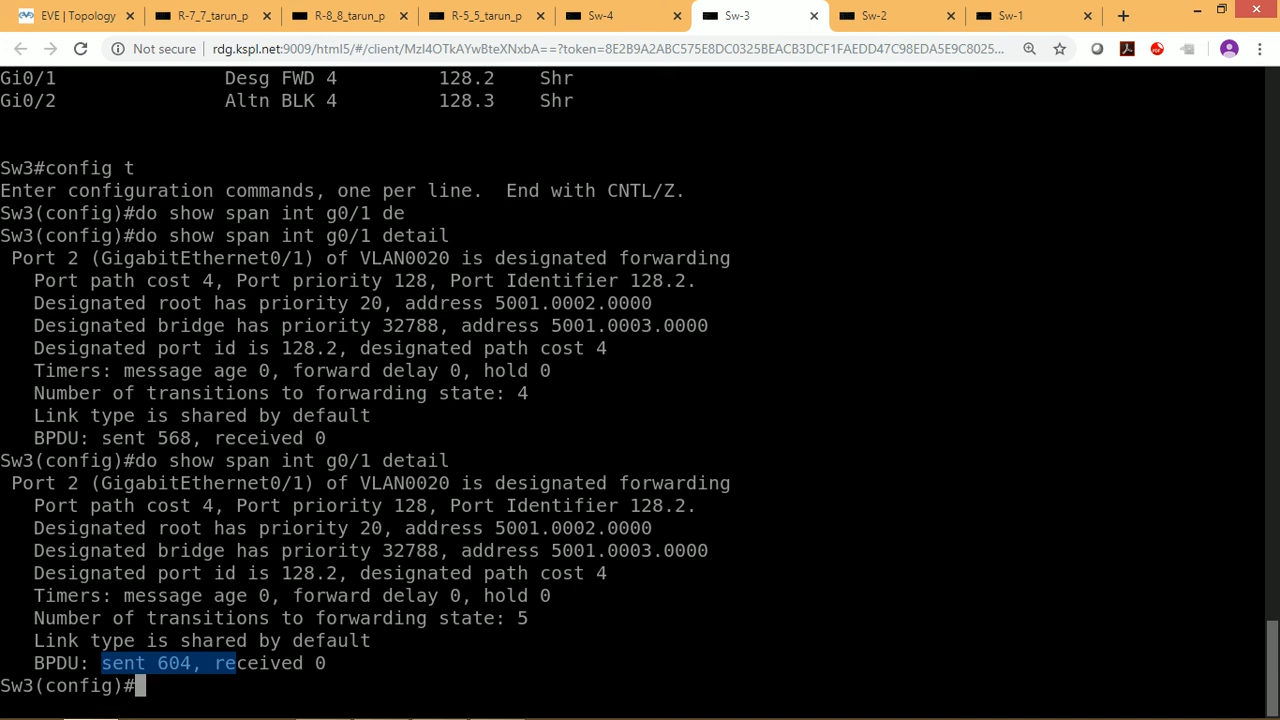 EVE | Topology
R-7_7_tarun_p
R-8_8_tarun_p
R-5_5_tarun_p
Sw-4
Sw-3
Sw-2
Sw-1
Not secure
rdg.kspl.net:9009/html5/#/client/MzI4OTkAYwBteXNxbA==?token=8E2B9A2ABC575E8DC0325BEACB3DCF1FAEDD47C98EDA5E9C8025...
Gi0/1 Desg FWD 4 128.2 Shr
Gi0/2 Altn BLK 4 128.3 Shr
Sw3#config t
Enter configuration commands, one per line. End with CNTL/Z.
Sw3(config)#do show span int g0/1 de
Sw3(config)#do show span int g0/1 detail
Port 2 (GigabitEthernet0/1) of VLAN0020 is designated forwarding
Port path cost 4, Port priority 128, Port Identifier 128.2.
Designated root has priority 20, address 5001.0002.0000
Designated bridge has priority 32788, address 5001.0003.0000
Designated port id is 128.2, designated path cost 4
Timers: message age 0, forward delay 0, hold 0
Number of transitions to forwarding state: 4
Link type is shared by default
BPDU: sent 568, received 0
Sw3(config)#do show span int g0/1 detail
Port 2 (GigabitEthernet0/1) of VLAN0020 is designated forwarding
Port path cost 4, Port priority 128, Port Identifier 128.2.
Designated root has priority 20, address 5001.0002.0000
Designated bridge has priority 32788, address 5001.0003.0000
Designated port id is 128.2, designated path cost 4
Timers: message age 0, forward delay 0, hold 0
Number of transitions to forwarding state: 5
Link type is shared by default
BPDU: sent 604, received 0
Sw3(config)#